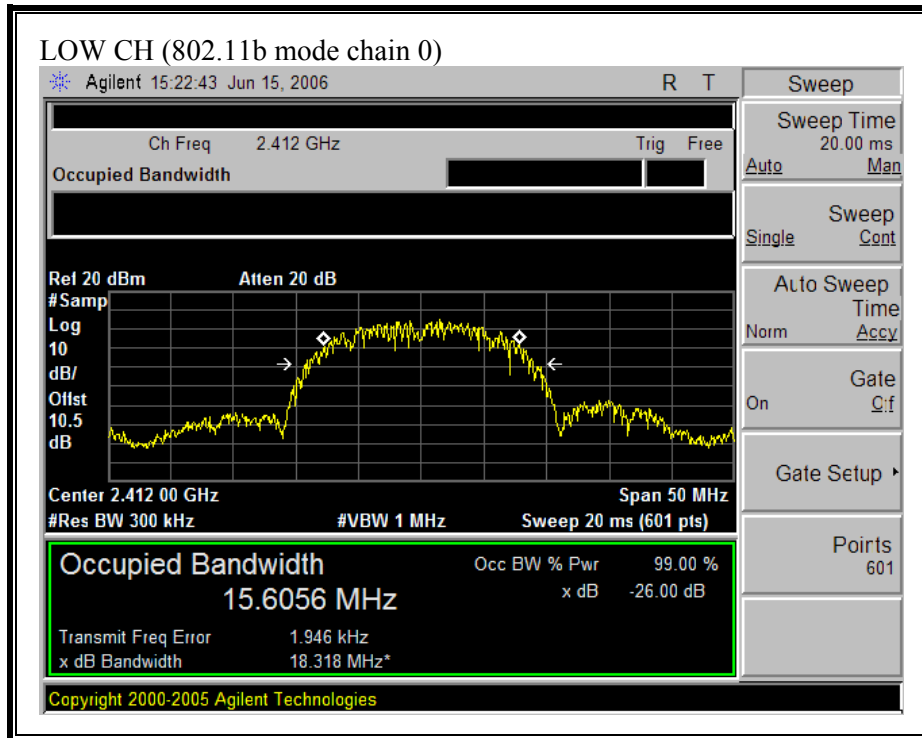 LOW CH (802.11b mode chain 0)
Agilent 15:22:43 Jun 15, 2006 R T
Ch Freq 2.412 GHz Trig Free
Occupied Bandwidth
Ref 20 dBm Atten 20 dB
#Samp
Log
10
dB/
Offst
10.5
dB
Center 2.412 00 GHz Span 50 MHz
#Res BW 300 kHz #VBW 1 MHz Sweep 20 ms (601 pts)
Occupied Bandwidth Occ BW % Pwr 99.00 %
15.6056 MHz x dB -26.00 dB
Transmit Freq Error 1.946 kHz
x dB Bandwidth 18.318 MHz*
Copyright 2000-2005 Agilent Technologies
Sweep
Sweep Time
20.00 ms
Auto Man
Sweep
Single Cont
Auto Sweep
Time
Norm Accy
Gate
On Off
Gate Setup
Points
601